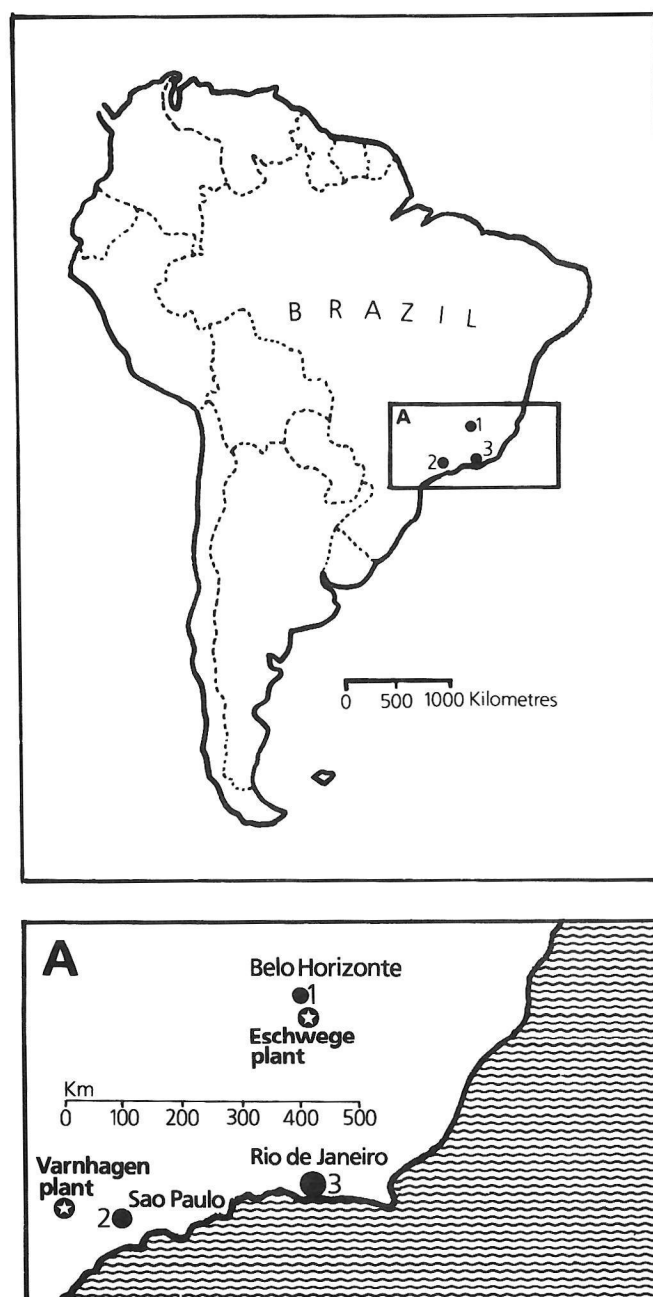 BRAZIL
A
1
2
3
0 500 1000 Kilometres
A
Belo Horizonte
1
Eschwege
plant
Km
0 100 200 300 400 500
Varnhagen
plant
Rio de Janeiro
3
Sao Paulo
2